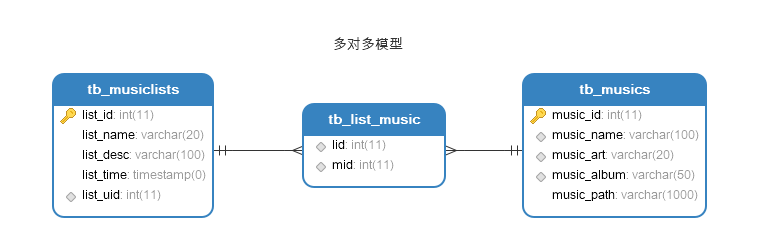 多对多模型
tb_musiclists
list_id: int(11)
list_name: varchar(20)
list_desc: varchar(100)
list_time: timestamp(0)
list_uid: int(11)
tb_list_music
lid: int(11)
mid: int(11)
tb_musics
music_id: int(11)
music_name: varchar(100)
music_art: varchar(20)
music_album: varchar(50)
music_path: varchar(1000)